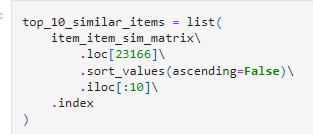 top_10_similar_items = list(
    item_item_sim_matrix\
        .loc[23166]\
        .sort_values(ascending=False)\
        .iloc[:10]\
    .index
)